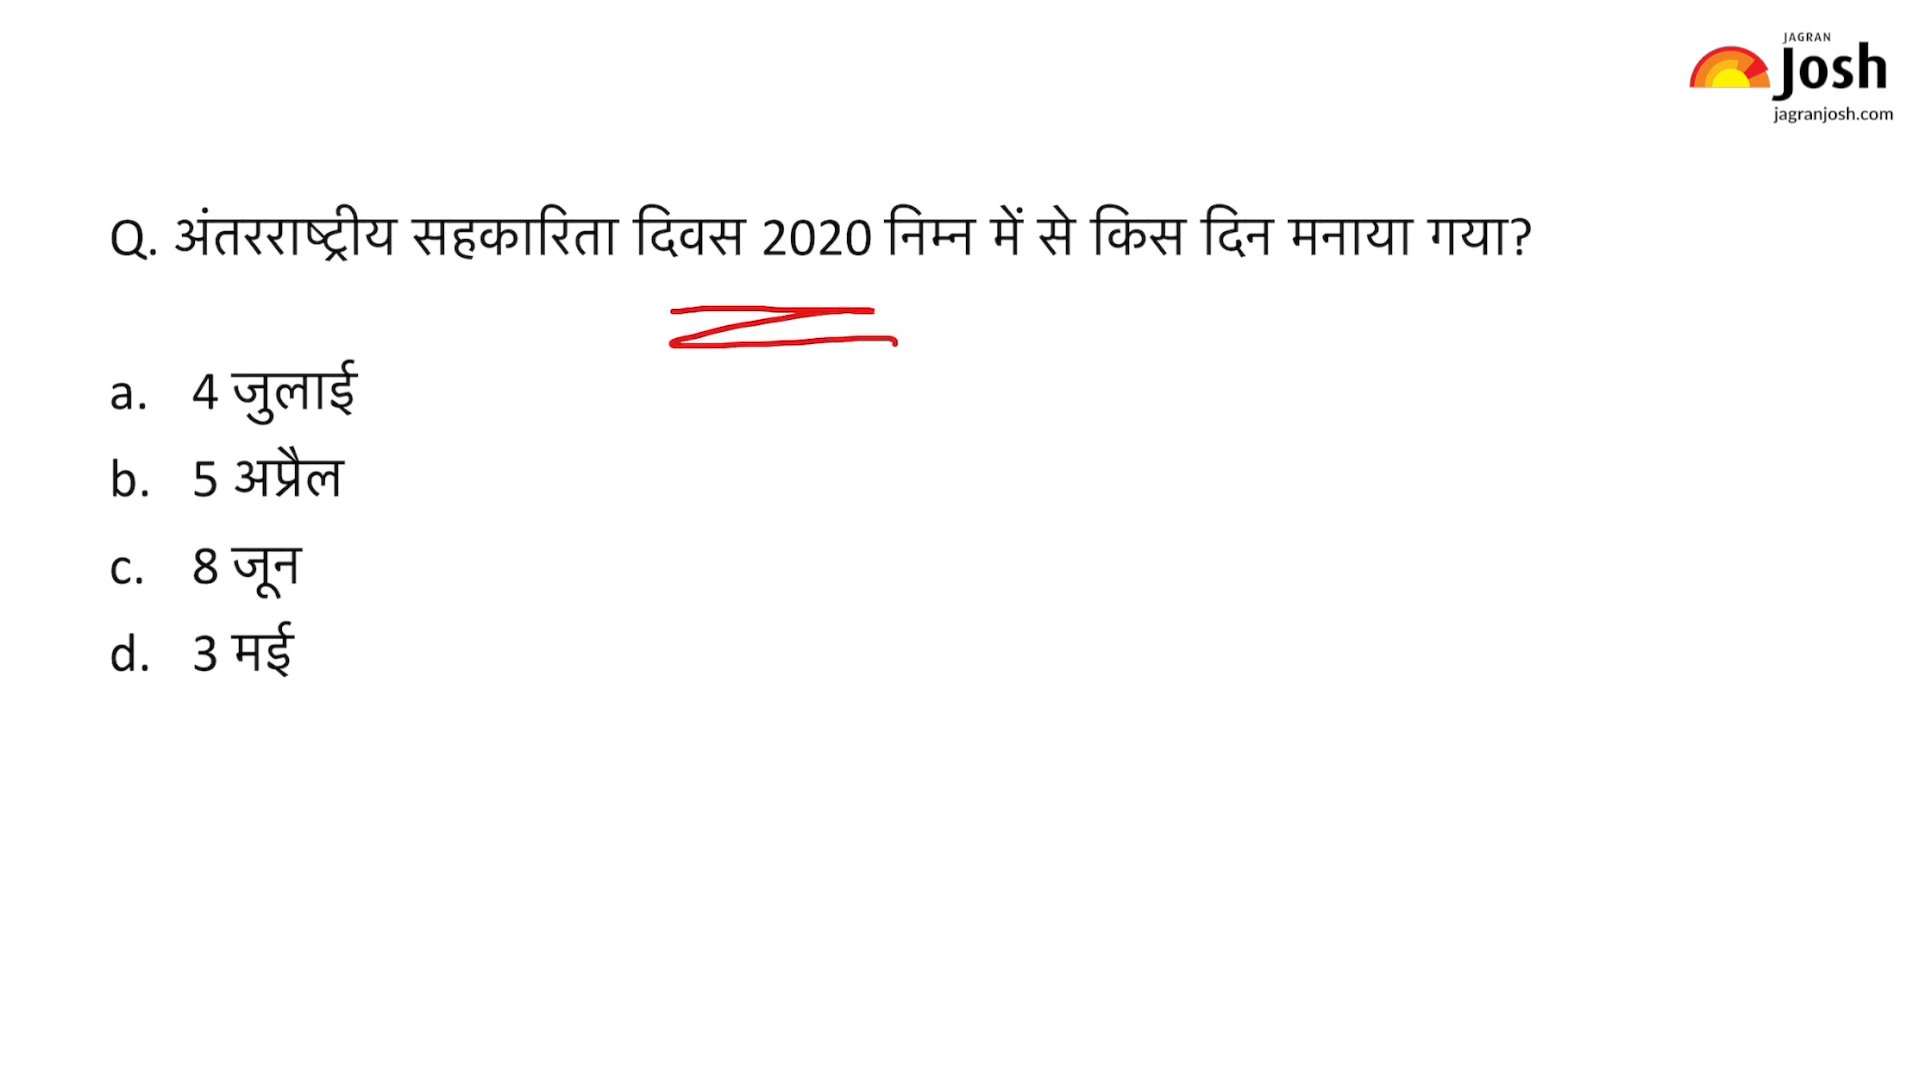 JAGRAN
Josh
jagranjosh.com
Q. अंतरराष्ट्रीय सहकारिता दिवस 2020 निम्न में से किस दिन मनाया गया?
a. 4 जुलाई
b. 5 अप्रैल
c. 8 जून
d. 3 मई